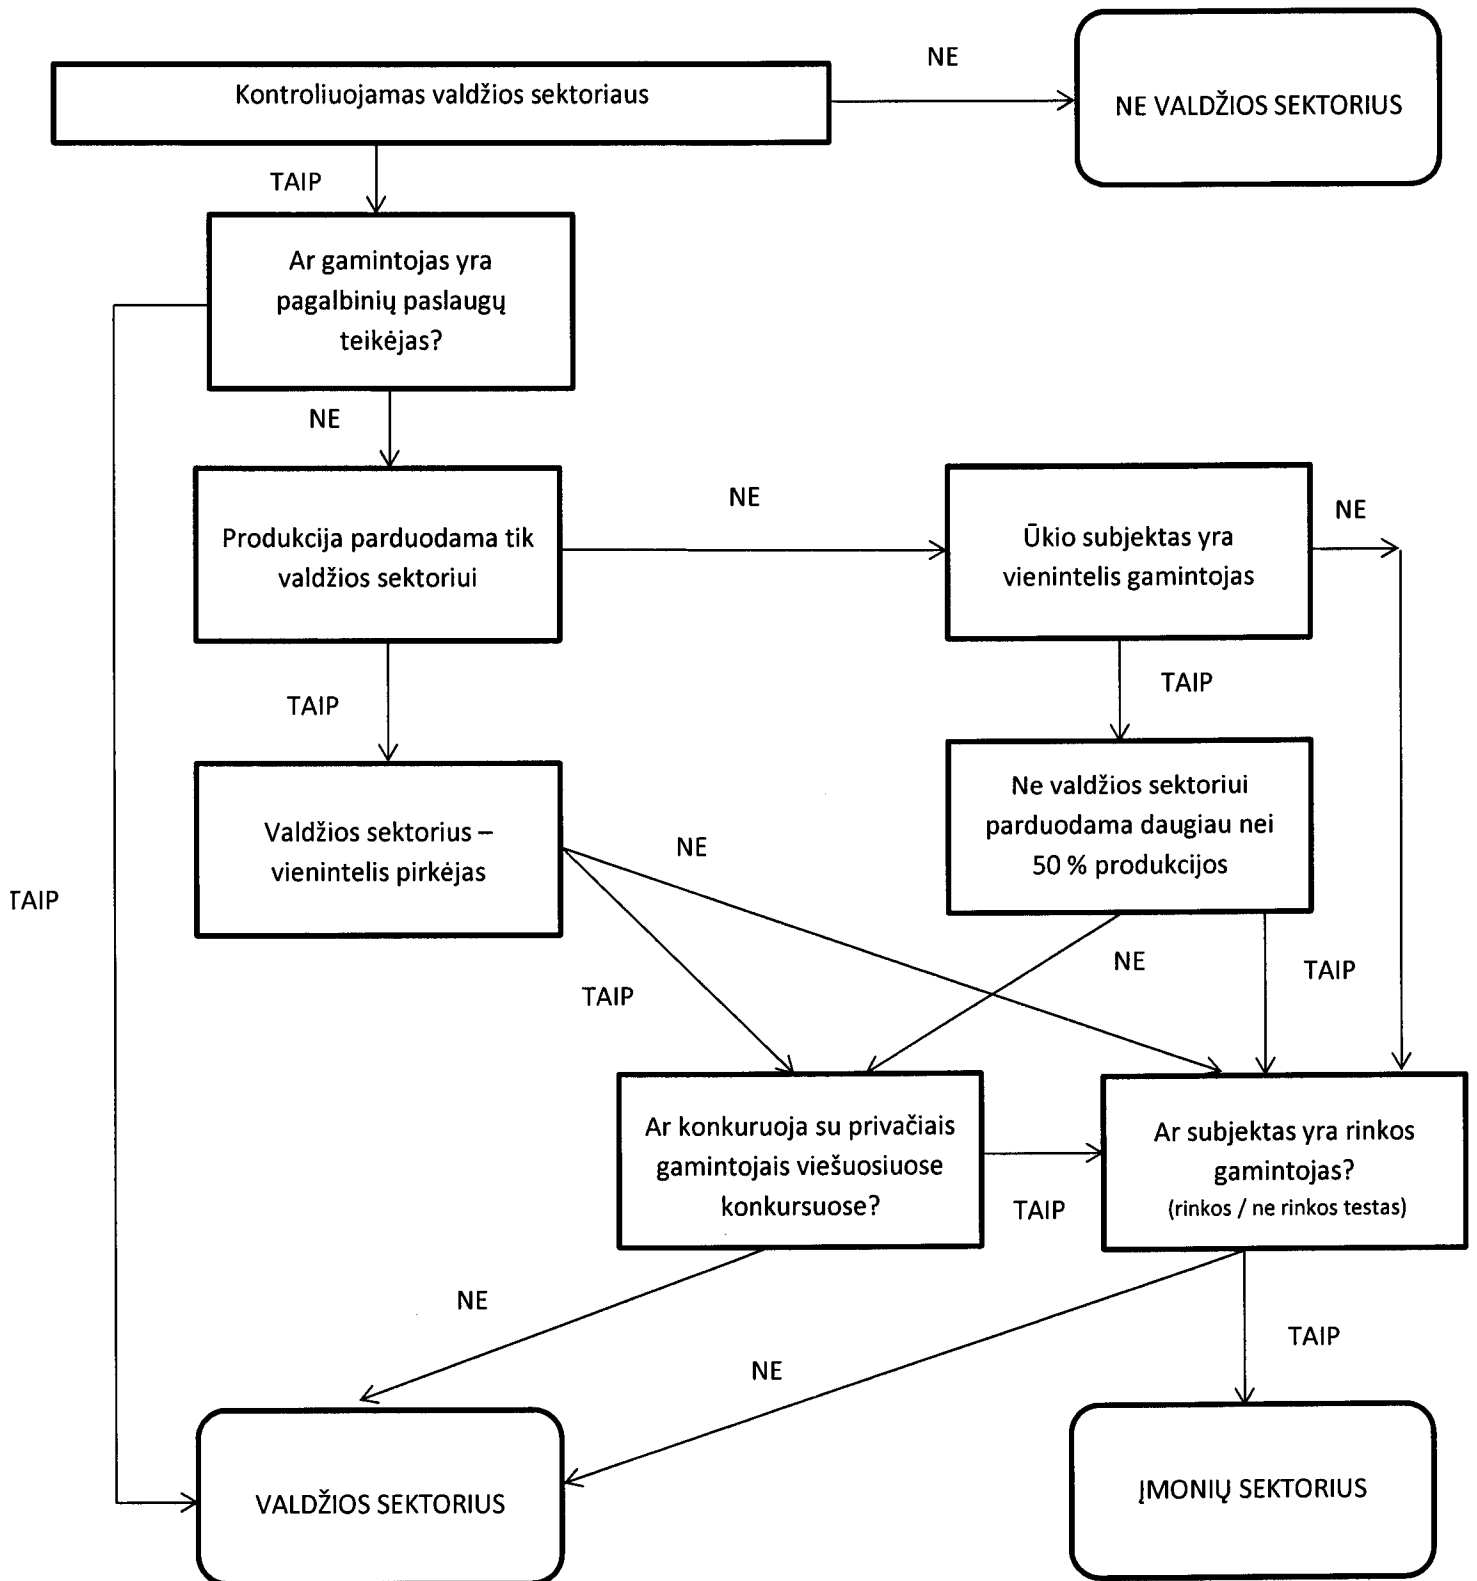 NE
Kontroliuojamas valdžios sektoriaus
NE VALDŽIOS SEKTORIUS
TAIP
Ar gamintojas yra
pagalbinių paslaugų
teikėjas?
NE
Produkcija parduodama tik
valdžios sektoriui
NE
Ūkio subjektas yra
vienintelis gamintojas
NE
TAIP
TAIP
Valdžios sektorius –
vienintelis pirkėjas
NE
Ne valdžios sektoriui
parduodama daugiau nei
50 % produkcijos
TAIP
TAIP
NE
TAIP
Ar konkuruoja su privačiais
gamintojais viešuosiuose
konkursuose?
TAIP
Ar subjektas yra rinkos
gamintojas?
(rinkos / ne rinkos testas)
NE
NE
TAIP
VALDŽIOS SEKTORIUS
ĮMONIŲ SEKTORIUS